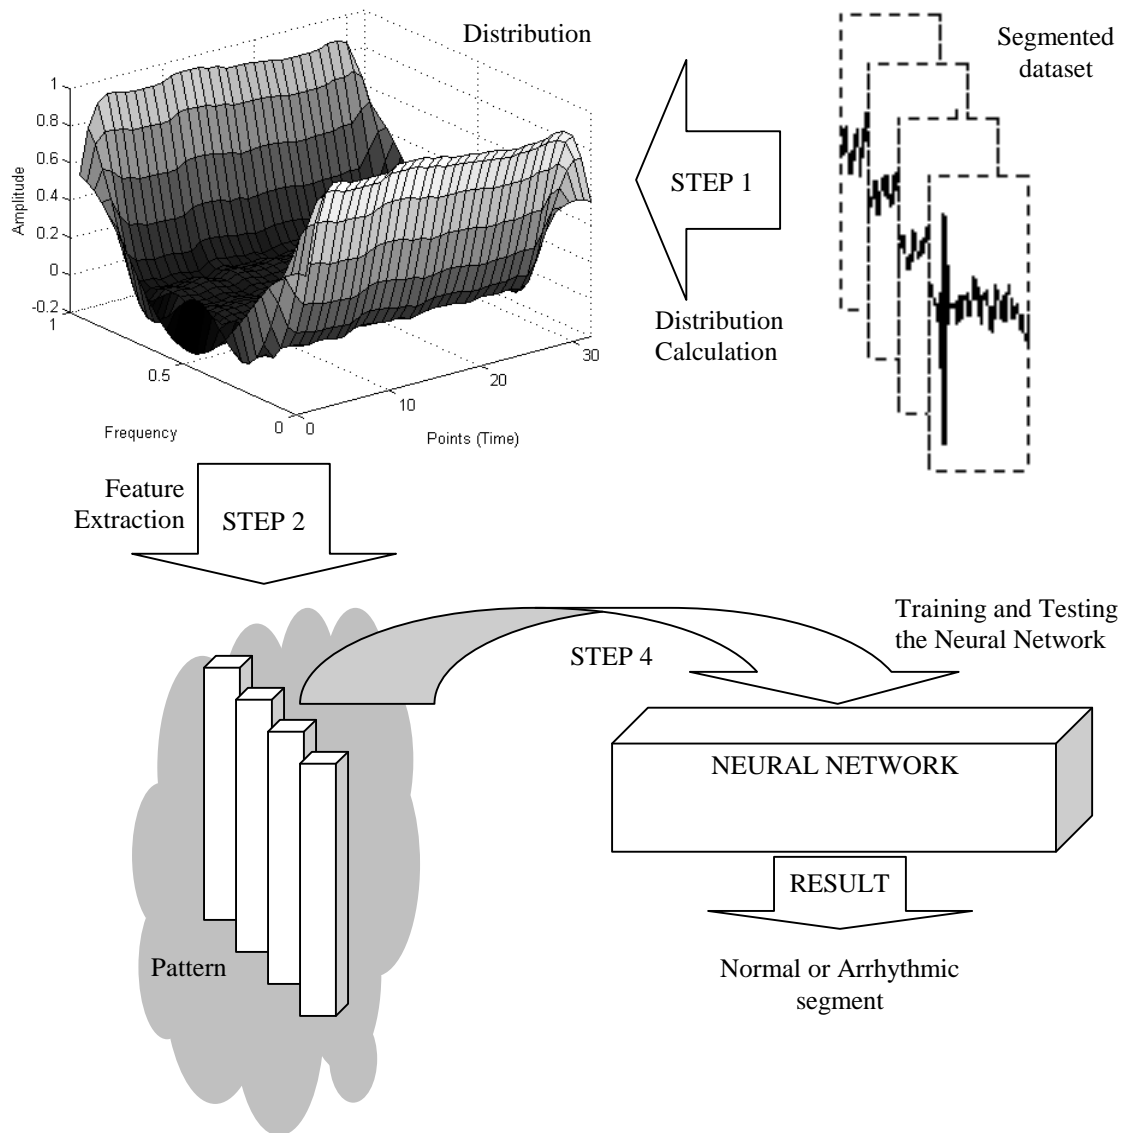 Distribution
Segmented
dataset
1
0.8
0.6
0.4
0.2
0
-0.2
Amplitude
1
0.5
0
Frequency
0
10
20
30
Points (Time)
STEP 1
Distribution
Calculation
Feature
Extraction
STEP 2
STEP 4
Training and Testing
the Neural Network
NEURAL NETWORK
RESULT
Pattern
Normal or Arrhythmic
segment